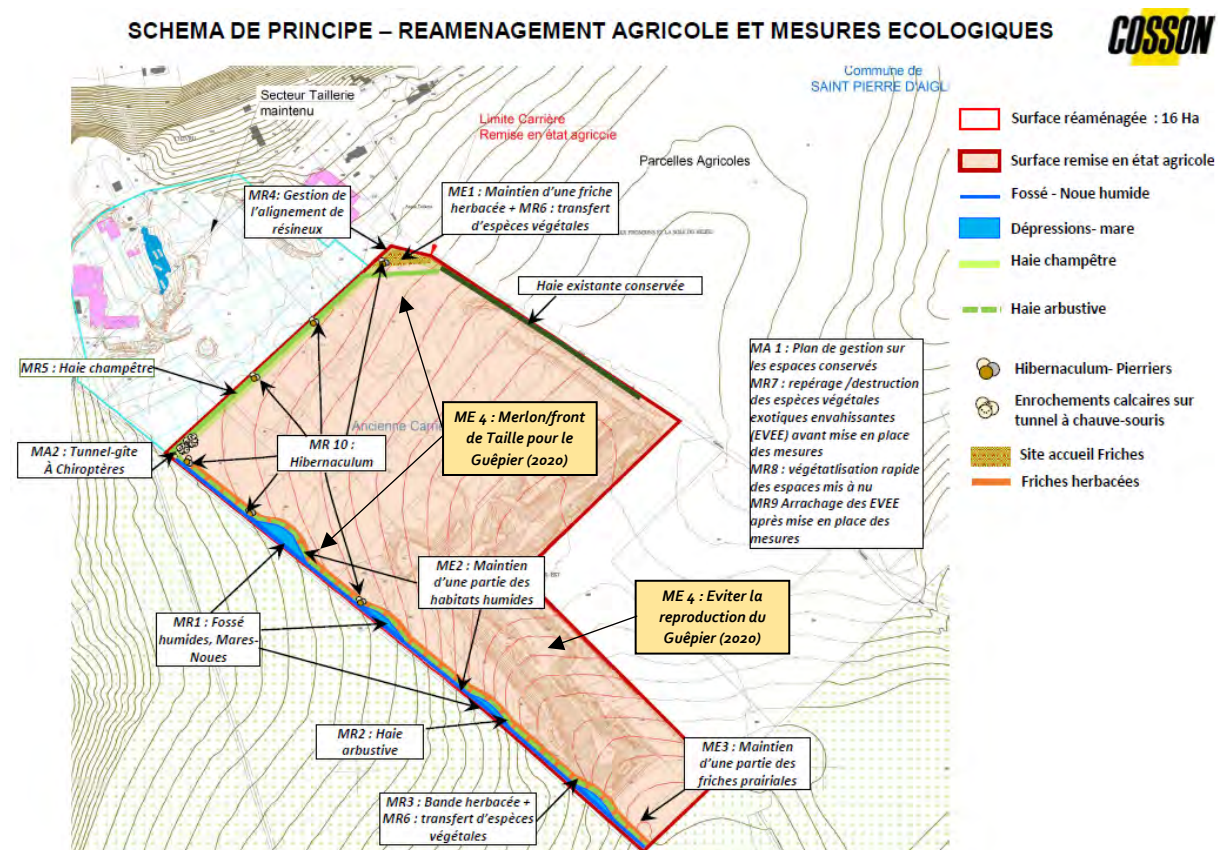 SCHEMA DE PRINCIPE – REAMENAGEMENT AGRICOLE ET MESURES ECOLOGIQUES
COSSON
Commune de
SAINT PIERRE D'AIGL
Secteur Taillerie
maintenu
Limite Carrière
Remise en état agricole
Parcelles Agricoles
MR4: Gestion de
l'alignement de
résineux
ME1 : Maintien d'une friche
herbacée + MR6 : transfert
d'espèces végétales
Haie existante conservée
MR5 : Haie champêtre
Ancienne Carri
ME 4 : Merlon/front
de Taille pour le
Guêpier (2020)
MR 10 :
Hibernaculum
MA2 : Tunnel-gîte
À Chiroptères
MA 1 : Plan de gestion sur
les espaces conservés
MR7 : repérage /destruction
des espèces végétales
exotiques envahissantes
(EVEE) avant mise en place
des mesures
MR8 : végétatlisation rapide
des espaces mis à nu
MR9 Arrachage des EVEE
après mise en place des
mesures
ME2 : Maintien
d'une partie des
habitats humides
ME 4 : Eviter la
reproduction du
Guêpier (2020)
MR1 : Fossé
humides, Mares-
Noues
MR2 : Haie
arbustive
ME3 : Maintien
d'une partie des
friches prairiales
MR3 : Bande herbacée +
MR6 : transfert d'espèces
végétales
Surface réaménagée : 16 Ha
Surface remise en état agricole
Fossé - Noue humide
Dépressions- mare
Haie champêtre
Haie arbustive
Hibernaculum- Pierriers
Enrochements calcaires sur
tunnel à chauve-souris
Site accueil Friches
Friches herbacées